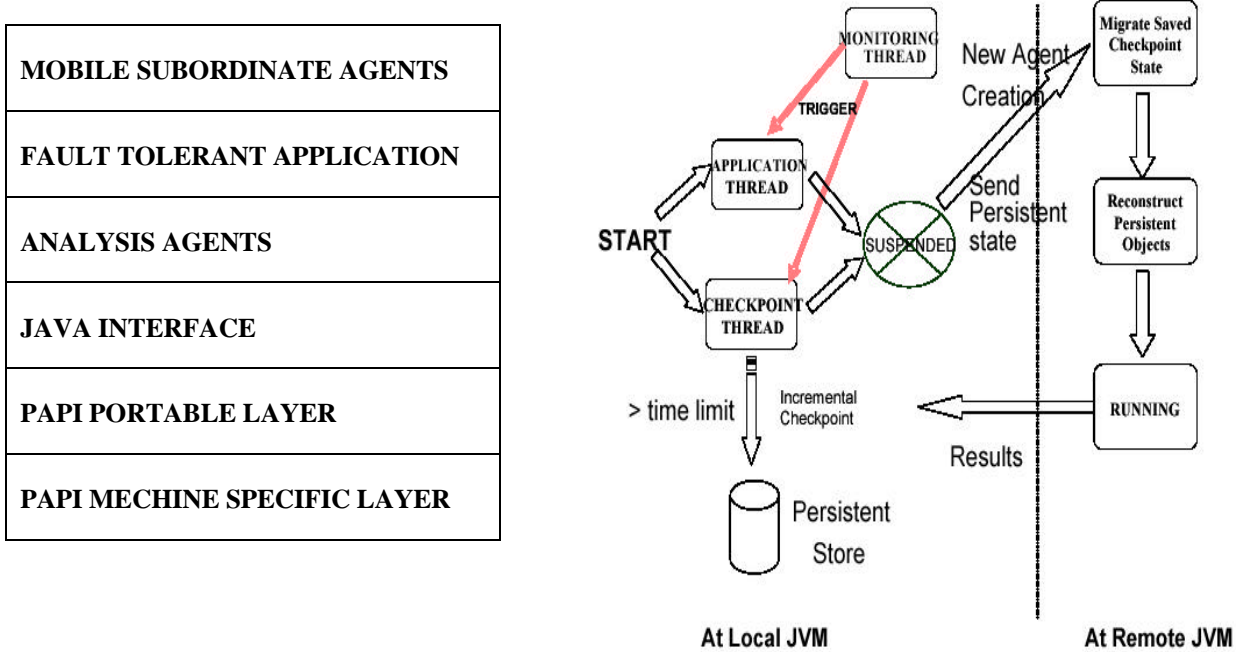 MOBILE SUBORDINATE AGENTS
FAULT TOLERANT APPLICATION
ANALYSIS AGENTS
JAVA INTERFACE
PAPI PORTABLE LAYER
PAPI MECHINE SPECIFIC LAYER
MONITORING
THREAD
TRIGGER
APPLICATION
THREAD
START
SUSPENDED
CHECKPOINT
THREAD
> time limit
Incremental
Checkpoint
Persistent
Store
New Agent
Creation
Send
Persistent
state
Migrate Saved
Checkpoint
State
Reconstruct
Persistent
Objects
RUNNING
Results
At Local JVM
At Remote JVM